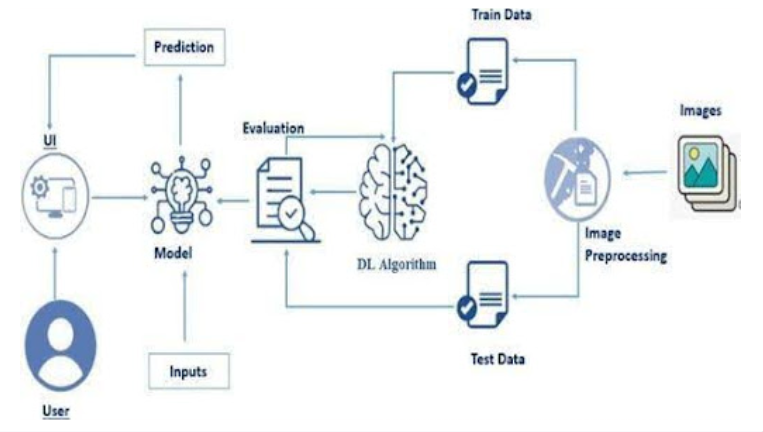 Train Data
Prediction
Images
Evaluation
UI
Image
Preprocessing
Model
DL Algorithm
Test Data
Inputs
User